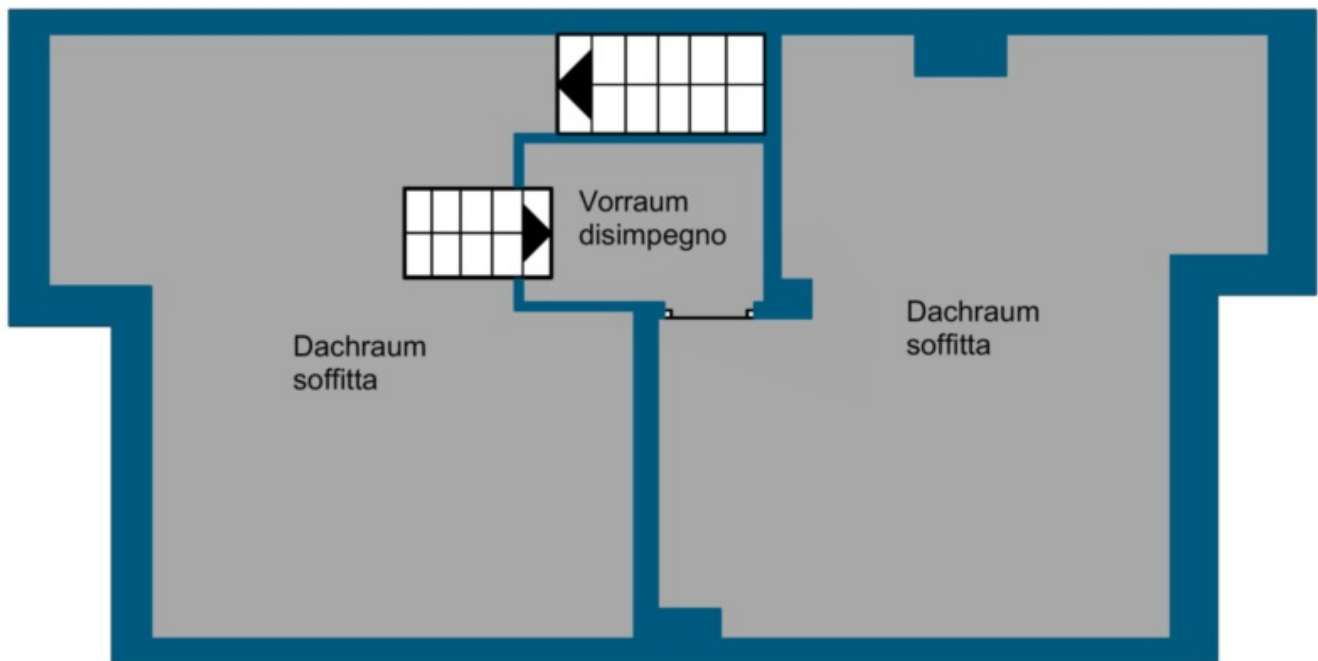 Vorraum
disimpegno
Dachraum
soffitta
Dachraum
soffitta